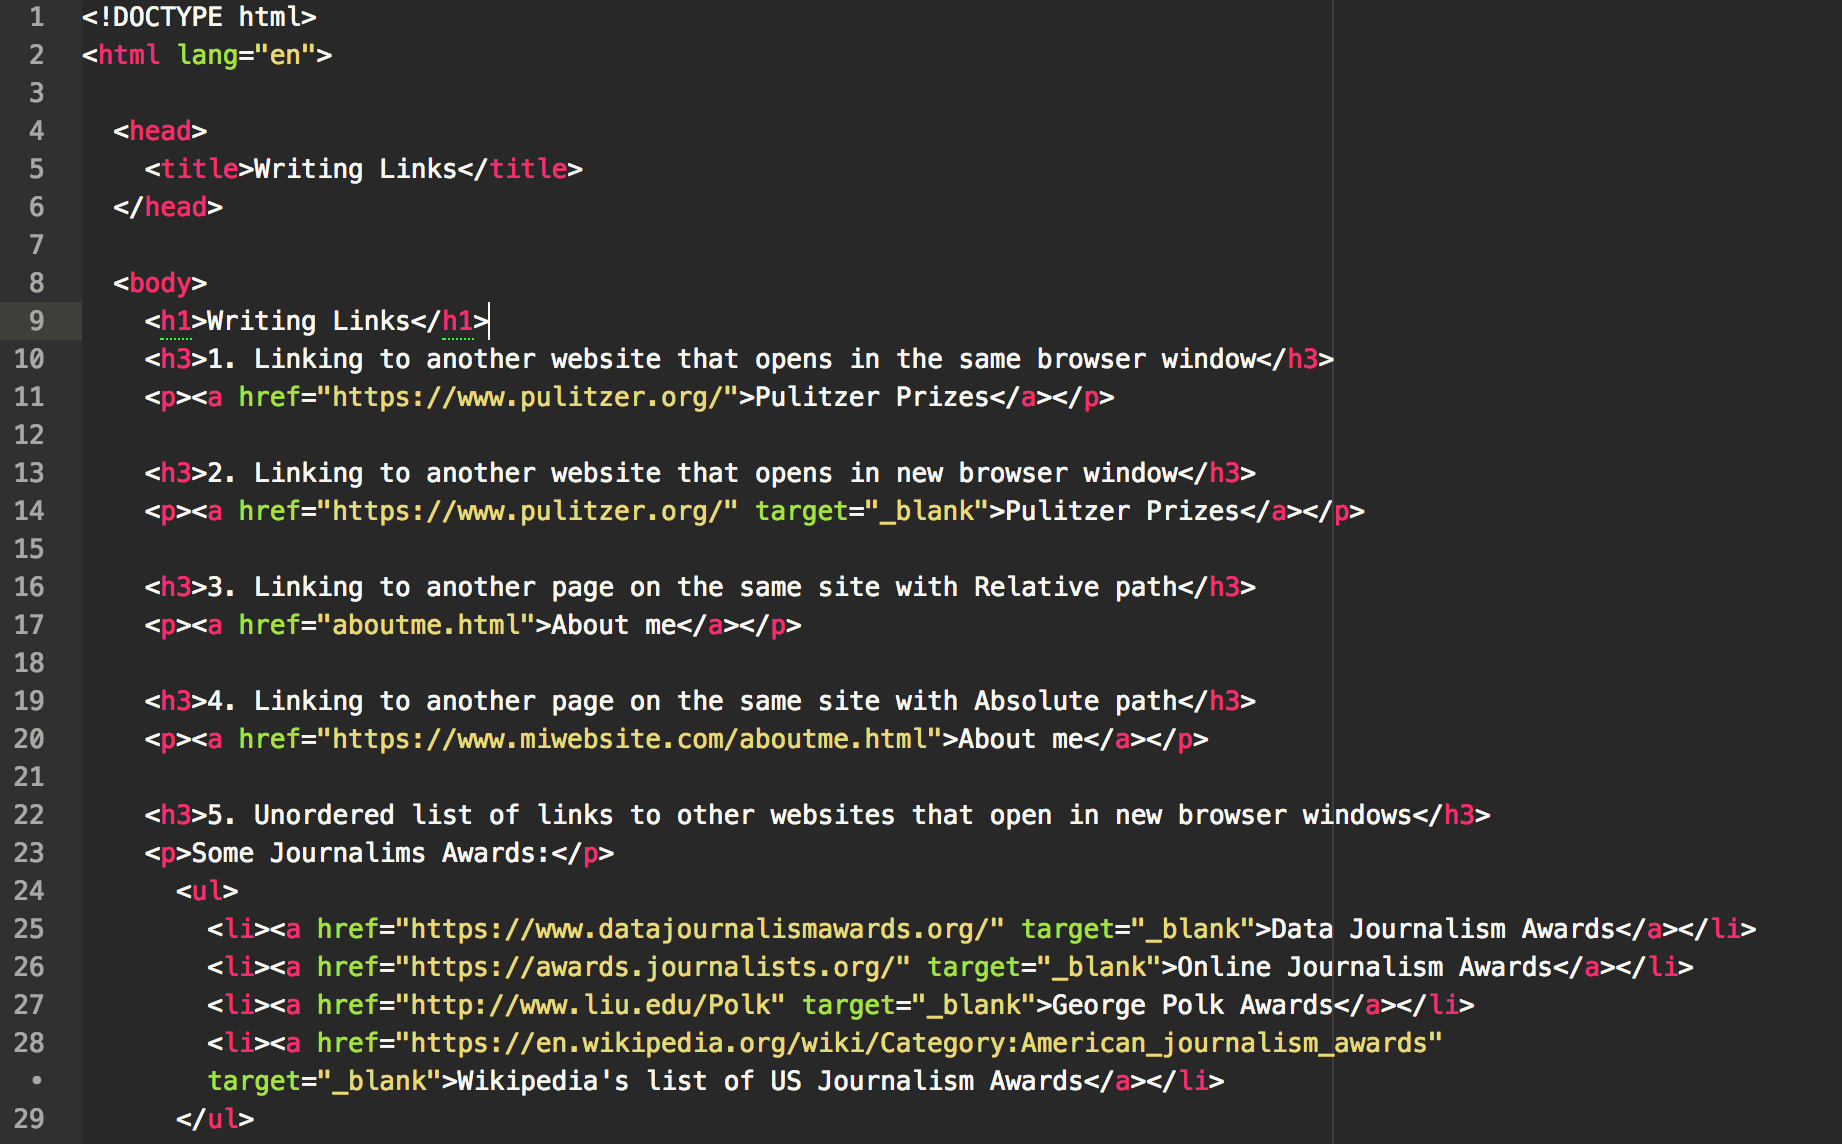 1 <!DOCTYPE html>
2 <html lang="en">
3
4 <head>
5 <title>Writing Links</title>
6 </head>
7
8 <body>
9 <h1>Writing Links</h1>
10 <h3>1. Linking to another website that opens in the same browser window</h3>
11 <p><a href="https://www.pulitzer.org/">Pulitzer Prizes</a></p>
12
13 <h3>2. Linking to another website that opens in new browser window</h3>
14 <p><a href="https://www.pulitzer.org/" target="_blank">Pulitzer Prizes</a></p>
15
16 <h3>3. Linking to another page on the same site with Relative path</h3>
17 <p><a href="aboutme.html">About me</a></p>
18
19 <h3>4. Linking to another page on the same site with Absolute path</h3>
20 <p><a href="https://www.miwebsite.com/aboutme.html">About me</a></p>
21
22 <h3>5. Unordered list of links to other websites that open in new browser windows</h3>
23 <p>Some Journalims Awards:</p>
24 <ul>
25 <li><a href="https://www.datajournalismawards.org/" target="_blank">Data Journalism Awards</a></li>
26 <li><a href="https://awards.journalists.org/" target="_blank">Online Journalism Awards</a></li>
27 <li><a href="http://www.liu.edu/Polk" target="_blank">George Polk Awards</a></li>
28 <li><a href="https://en.wikipedia.org/wiki/Category:American_journalism_awards"
• target="_blank">Wikipedia's list of US Journalism Awards</a></li>
29 </ul>